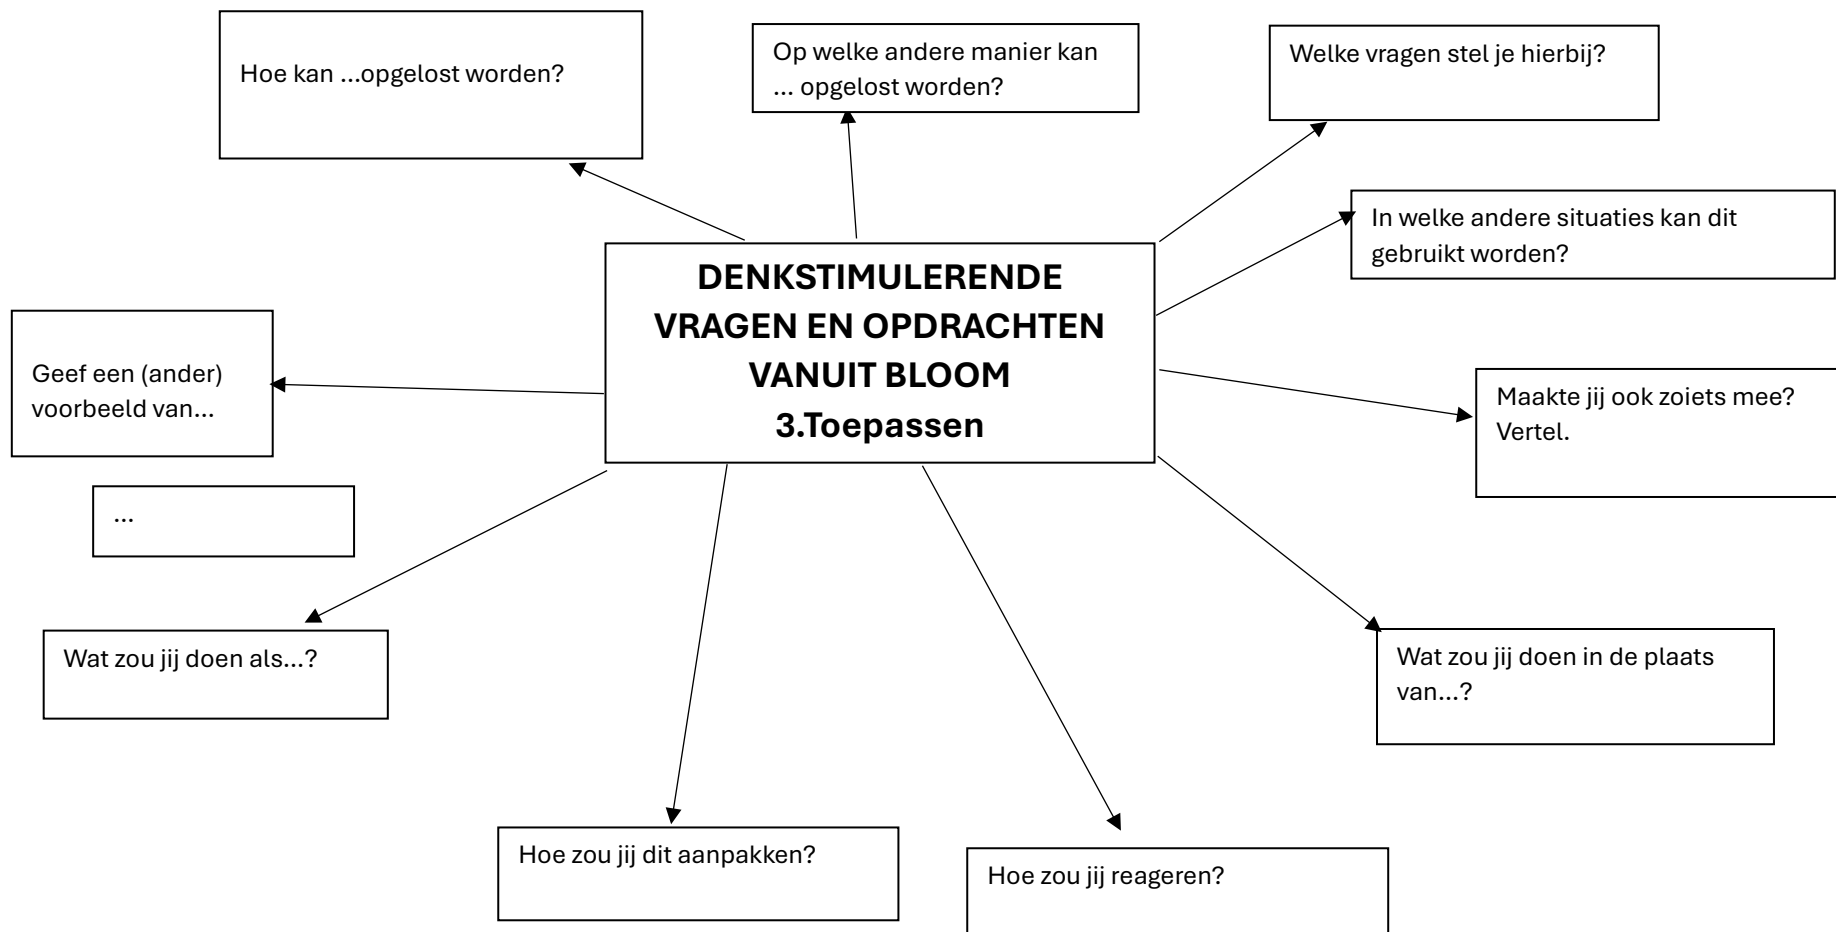 Hoe kan ...opgelost worden?
Op welke andere manier kan
... opgelost worden?
Welke vragen stel je hierbij?
In welke andere situaties kan dit
gebruikt worden?
DENKSTIMULERENDE
VRAGEN EN OPDRACHTEN
VANUIT BLOOM
3.Toepassen
Geef een (ander)
voorbeeld van...
Maakte jij ook zoiets mee?
Vertel.
...
Wat zou jij doen als...?
Wat zou jij doen in de plaats
van...?
Hoe zou jij dit aanpakken?
Hoe zou jij reageren?